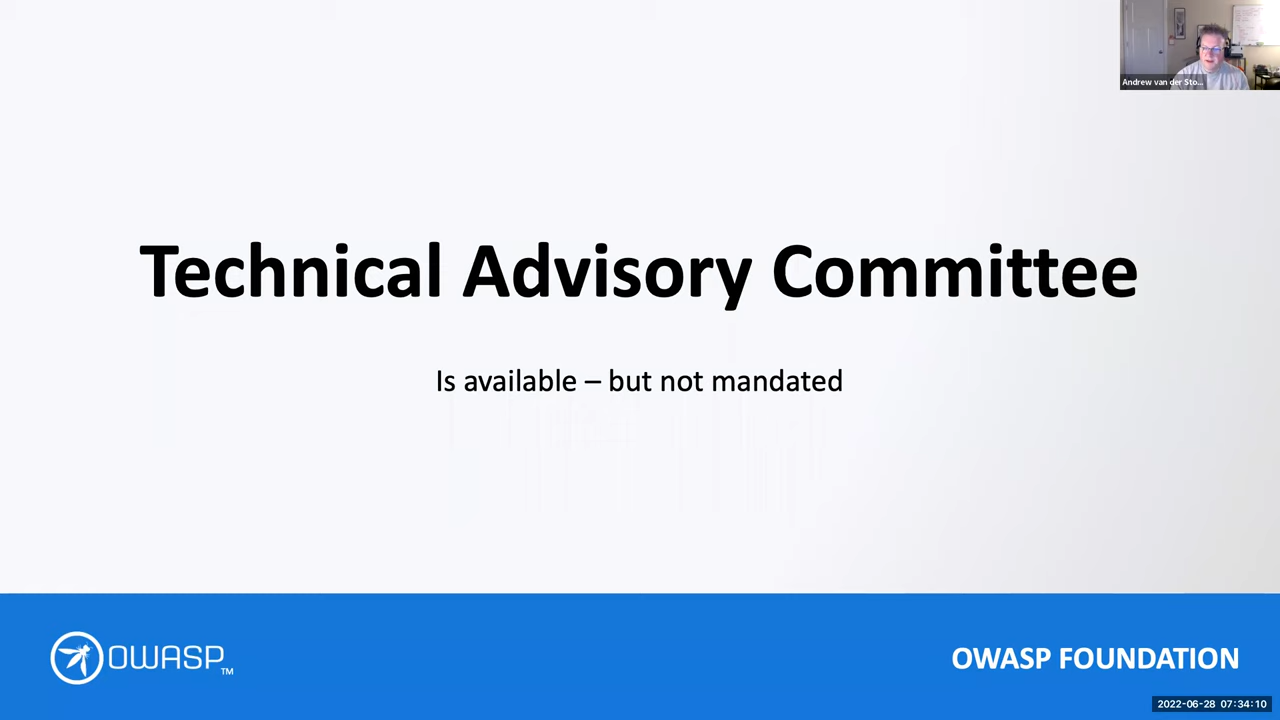 Andrew van der Sto...
Technical Advisory Committee
Is available – but not mandated
OWASP™
OWASP FOUNDATION
2022-06-28 07:34:10